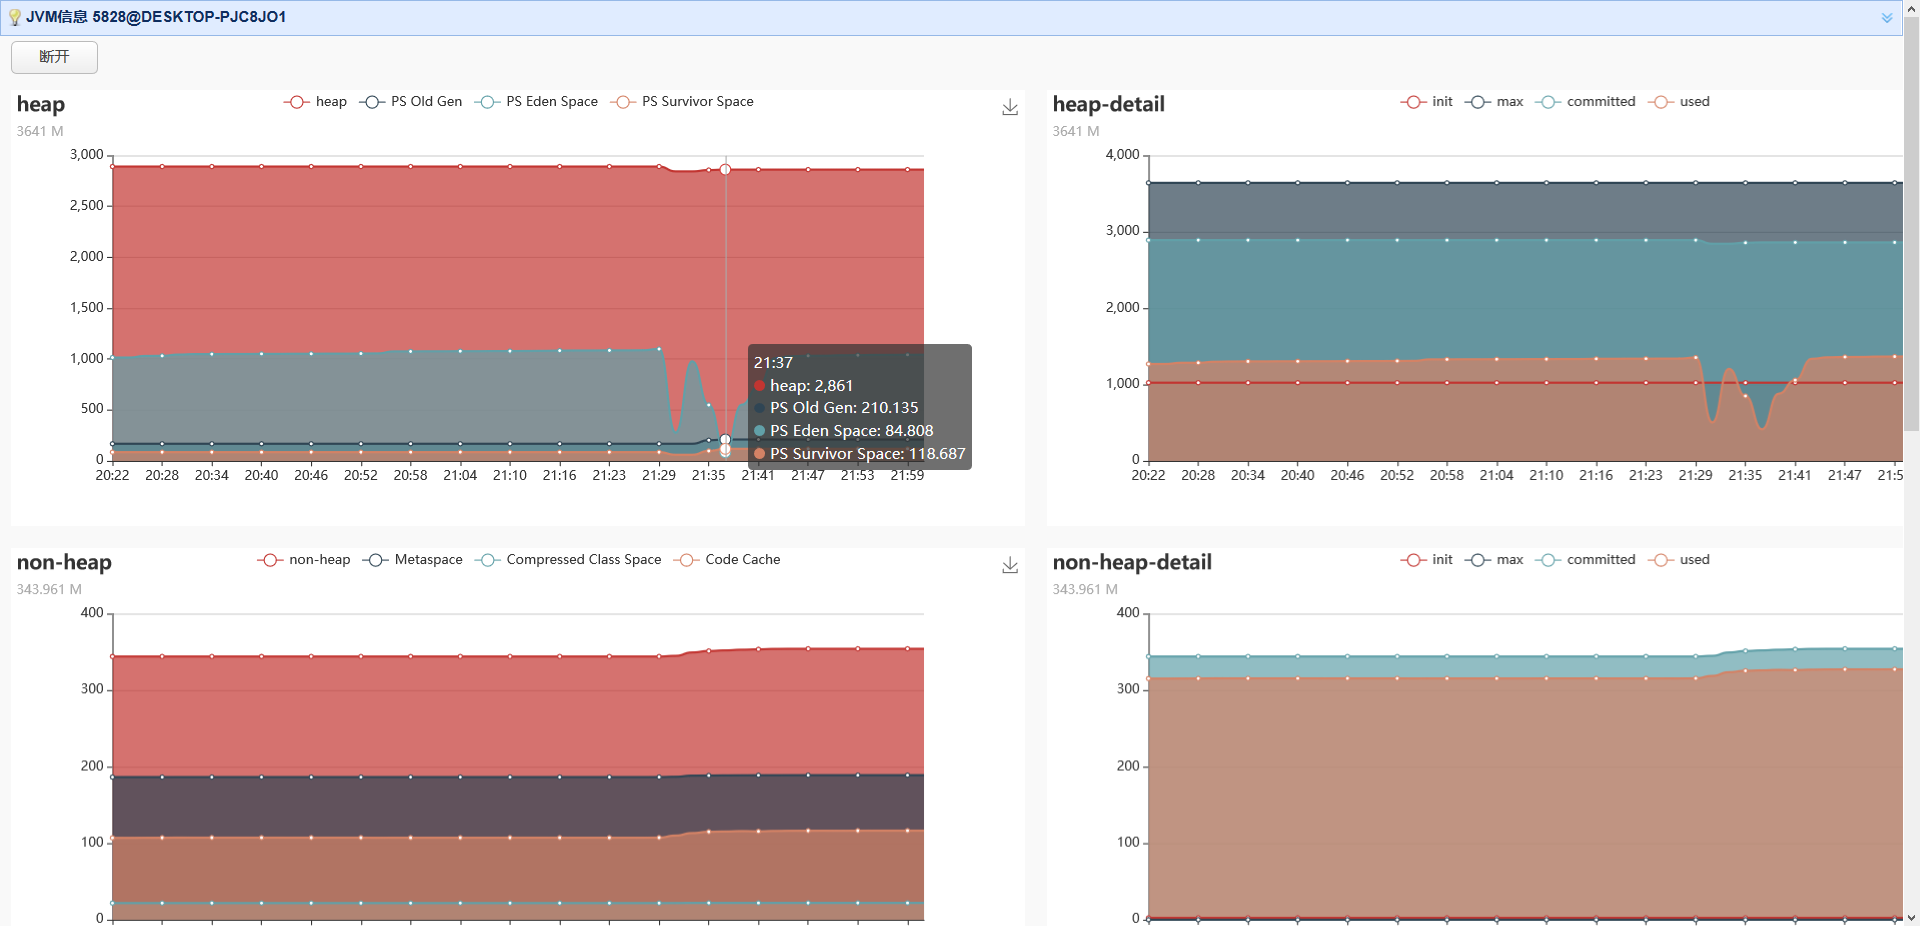 JVM信息 5828@DESKTOP-PJC8JO1
断开
heap
3641 M
heap PS Old Gen PS Eden Space PS Survivor Space
3,000
2,500
2,000
1,500
1,000
500
0
20:22 20:28 20:34 20:40 20:46 20:52 20:58 21:04 21:10 21:16 21:23 21:29 21:35 21:41 21:47 21:53 21:59
21:37
heap: 2,861
PS Old Gen: 210.135
PS Eden Space: 84.808
PS Survivor Space: 118.687
heap-detail
3641 M
init max committed used
4,000
3,000
2,000
1,000
0
20:22 20:28 20:34 20:40 20:46 20:52 20:58 21:04 21:10 21:16 21:23 21:29 21:35 21:41 21:47 21:5
non-heap
343.961 M
non-heap Metaspace Compressed Class Space Code Cache
400
300
200
100
0
non-heap-detail
343.961 M
init max committed used
400
300
200
100
0